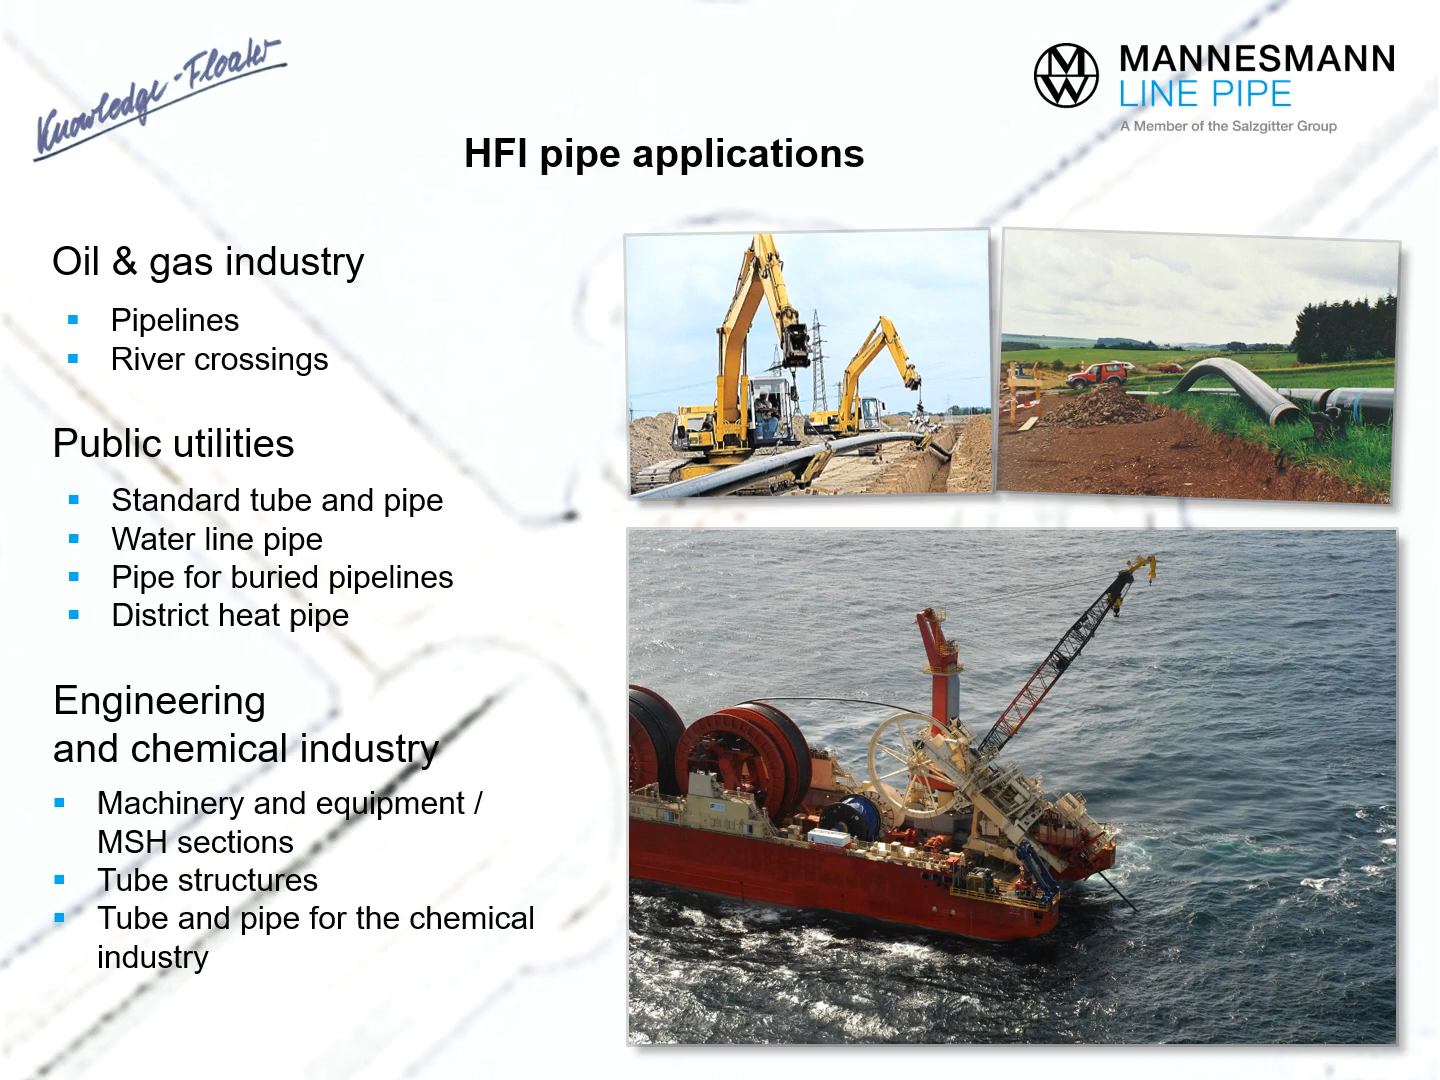 Knowledge-Floater
MANNESMANN
LINE PIPE
A Member of the Salzgitter Group
HFI pipe applications
Oil & gas industry
Pipelines
River crossings
Public utilities
Standard tube and pipe
Water line pipe
Pipe for buried pipelines
District heat pipe
Engineering
and chemical industry
Machinery and equipment /
MSH sections
Tube structures
Tube and pipe for the chemical
industry